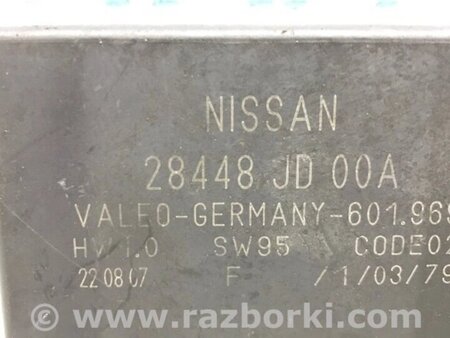 NISSAN
28448 JD 00A
VALEO-GERMANY-601.969
HW1.0 SW95 CODE02
22 08 07 F /1/03/79
© www.razborki.com